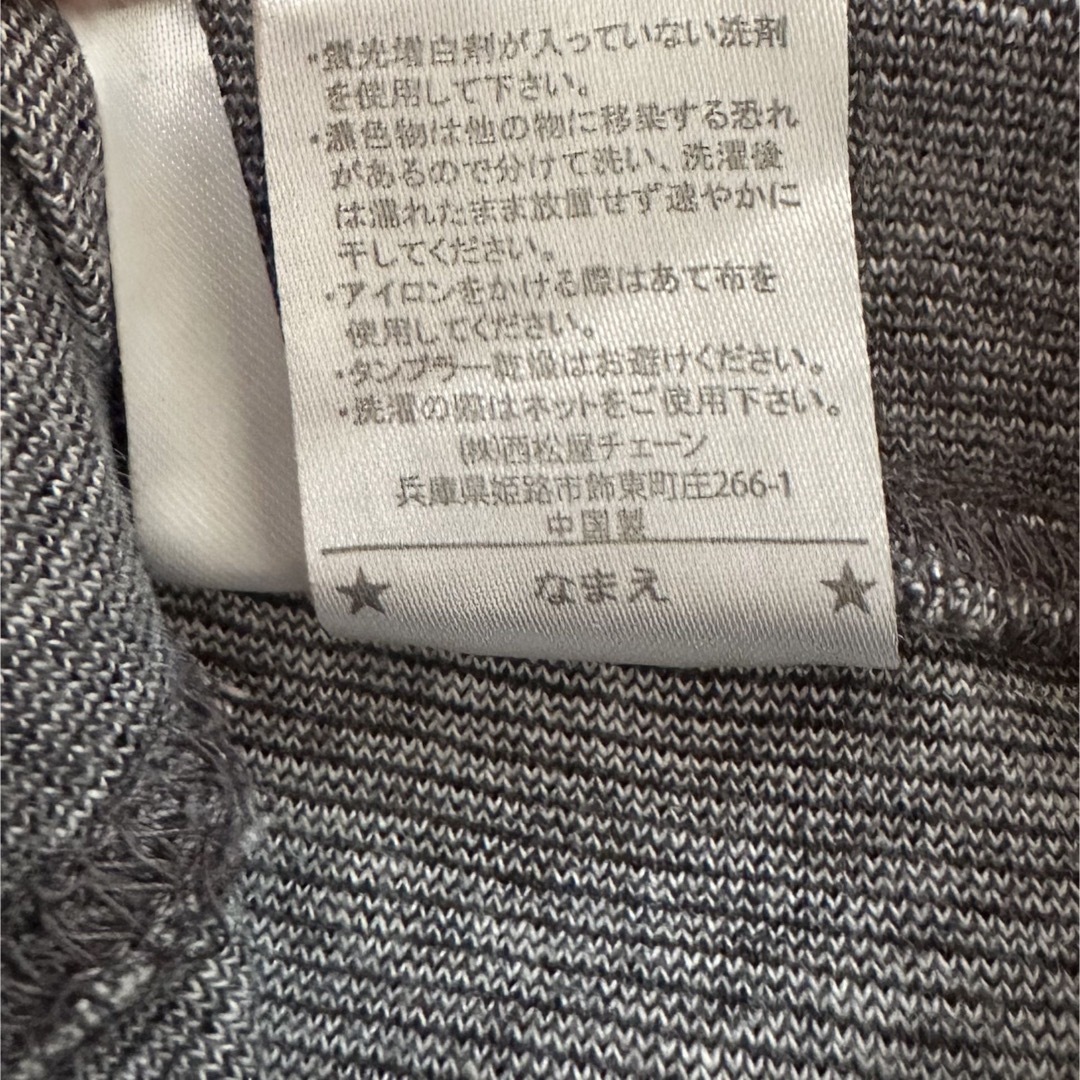 ・蛍光増白剤が入っていない洗剤
を使用して下さい。
・濃色物は他の物に移染する恐れ
があるので分けて洗い、洗濯後
は濡れたまま放置せず速やかに
干してください。
・アイロンをかける際はあて布を
使用してください。
・タンブラー乾燥はお避けください。
・洗濯の際はネットをご使用下さい。
(株)西松屋チェーン
兵庫県姫路市飾東町庄266-1
中国製
★ なまえ ★